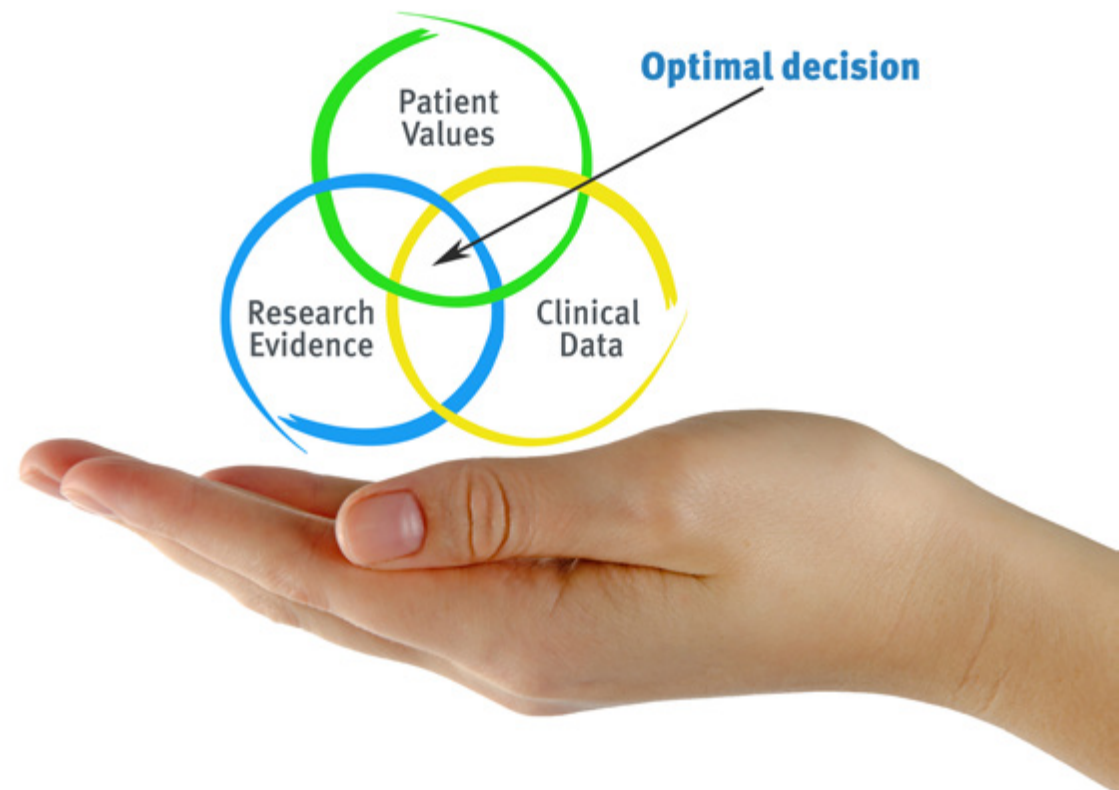 Optimal decision
Patient
Values
Research
Evidence
Clinical
Data